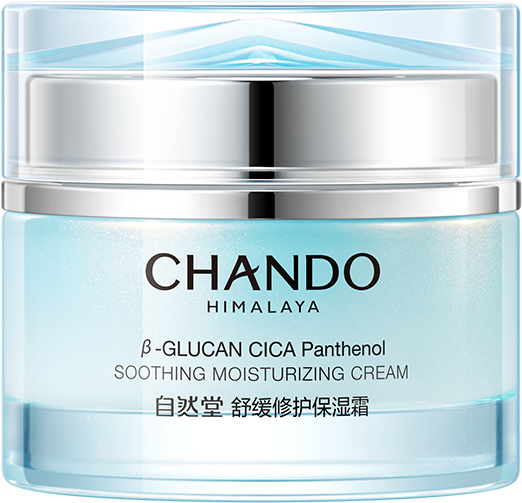 CHANDO
HIMALAYA
β-GLUCAN CICA Panthenol
SOOTHING MOISTURIZING CREAM
自然堂 舒缓修护保湿霜